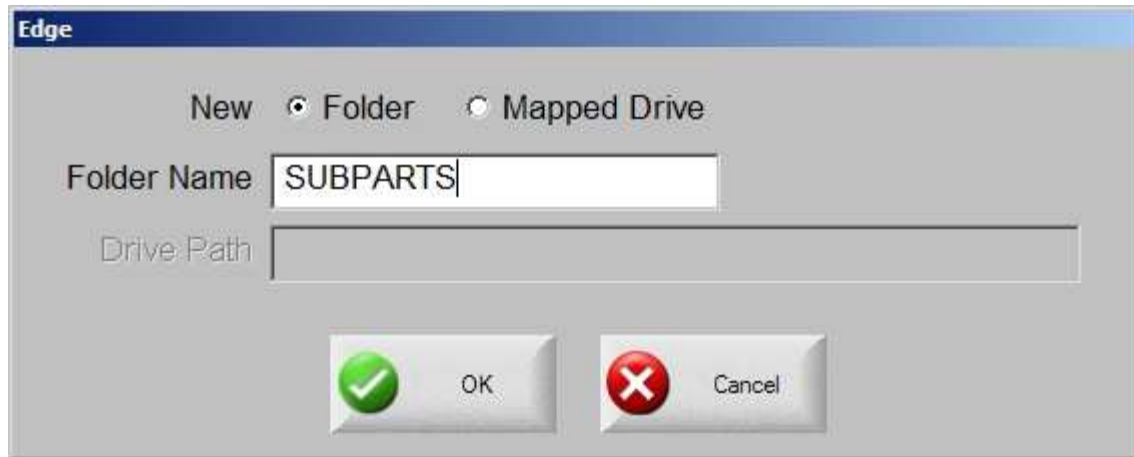 Edge
New Folder Mapped Drive
Folder Name SUBPARTS
Drive Path
OK Cancel